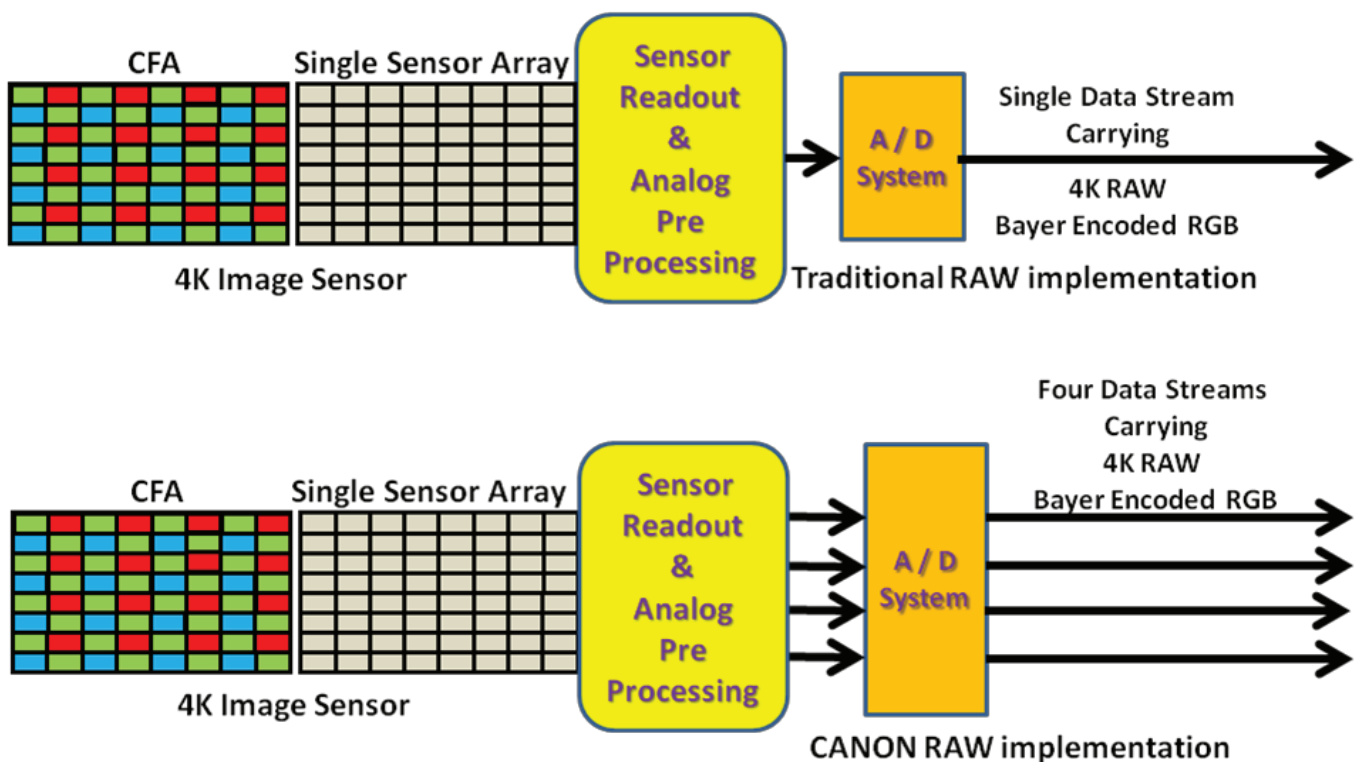 CFA
Single Sensor Array
Sensor
Readout
&
Analog
Pre
Processing
A / D
System
Single Data Stream
Carrying
4K RAW
Bayer Encoded RGB
4K Image Sensor
Traditional RAW implementation
CFA
Single Sensor Array
Sensor
Readout
&
Analog
Pre
Processing
A / D
System
Four Data Streams
Carrying
4K RAW
Bayer Encoded RGB
4K Image Sensor
CANON RAW implementation